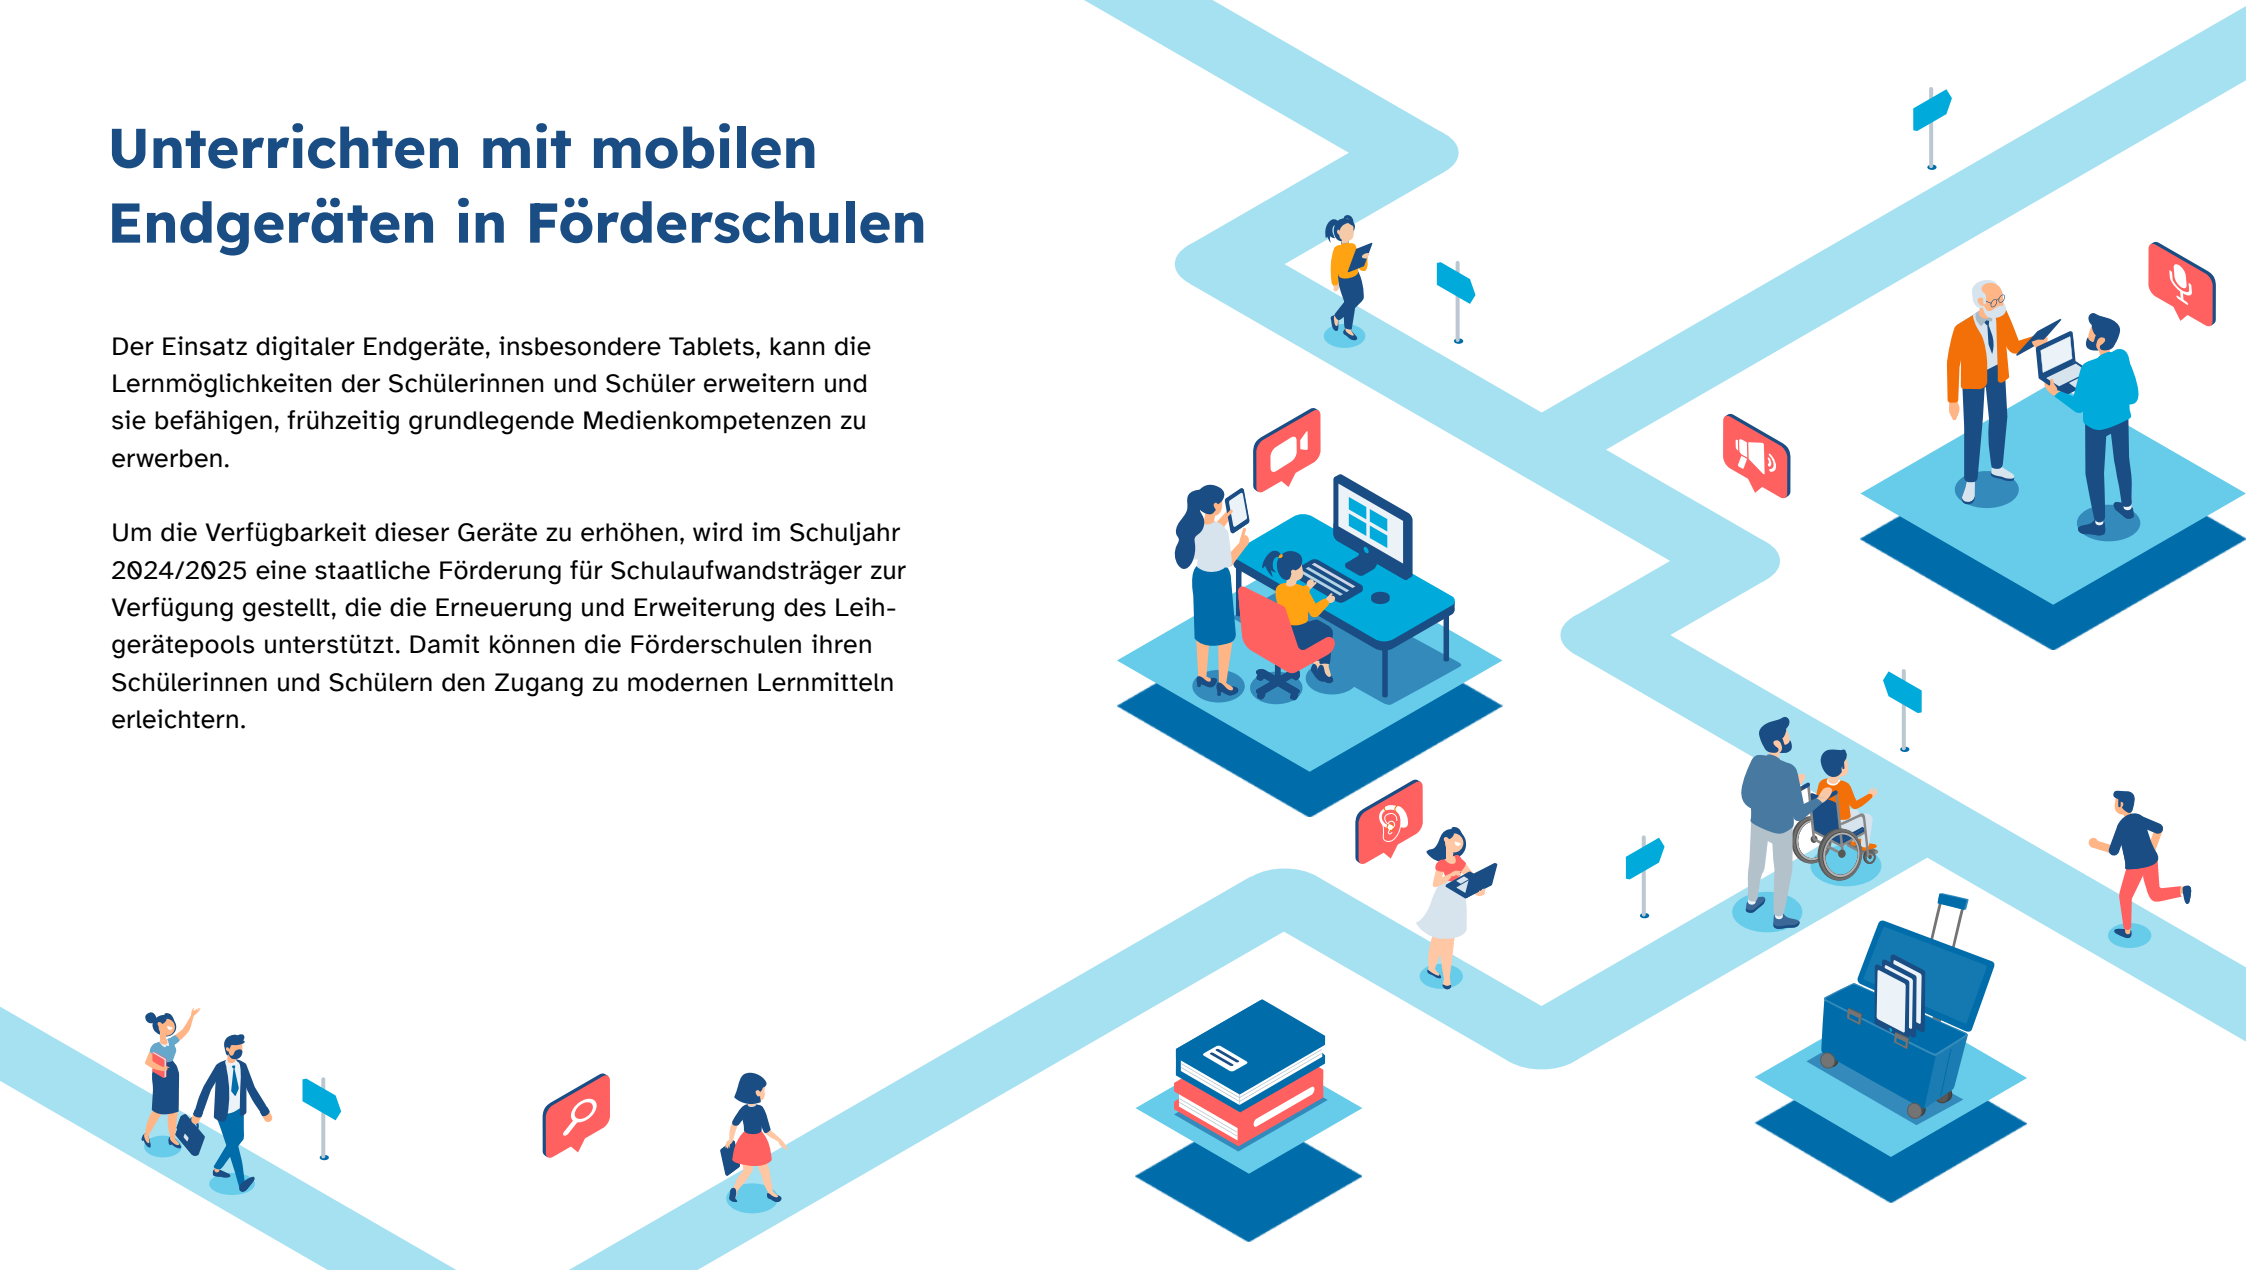 Unterrichten mit mobilen
Endgeräten in Förderschulen
Der Einsatz digitaler Endgeräte, insbesondere Tablets, kann die
Lernmöglichkeiten der Schülerinnen und Schüler erweitern und
sie befähigen, frühzeitig grundlegende Medienkompetenzen zu
erwerben.
Um die Verfügbarkeit dieser Geräte zu erhöhen, wird im Schuljahr
2024/2025 eine staatliche Förderung für Schulaufwandsträger zur
Verfügung gestellt, die die Erneuerung und Erweiterung des Leih-
gerätepools unterstützt. Damit können die Förderschulen ihren
Schülerinnen und Schülern den Zugang zu modernen Lernmitteln
erleichtern.